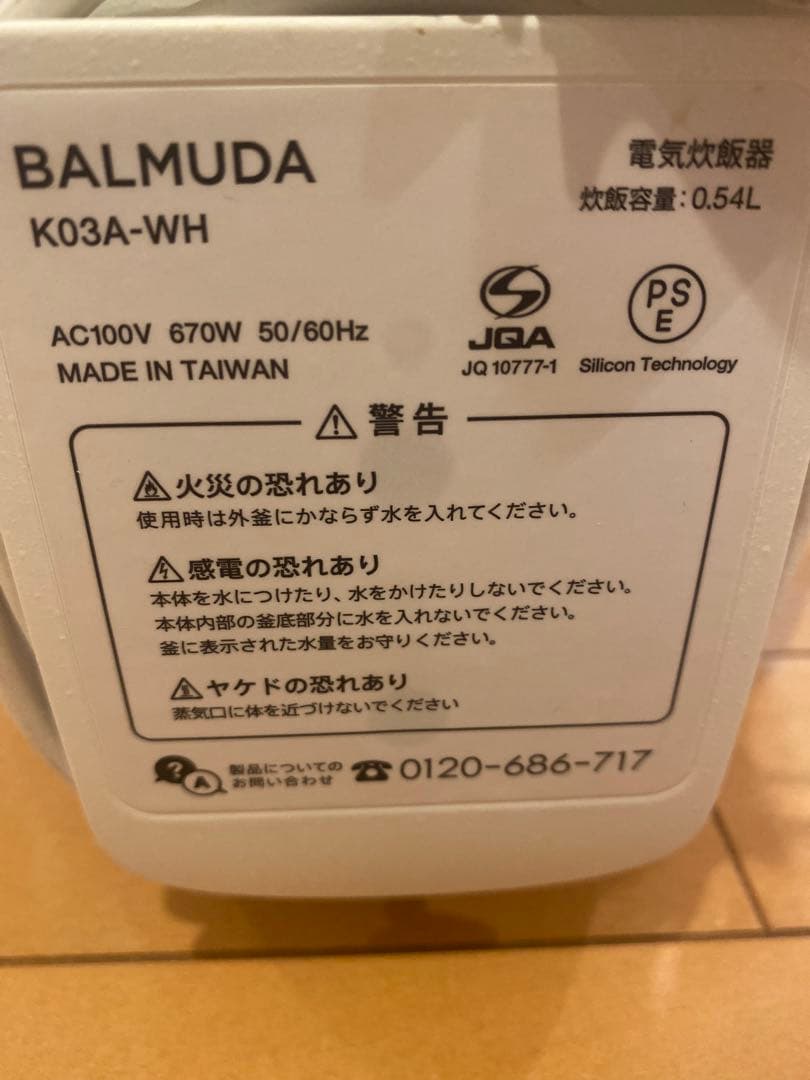 BALMUDA
電気炊飯器
K03A-WH
炊飯容量：0.54L
AC100V 670W 50/60Hz
MADE IN TAIWAN
JQA
JQ 10777-1
PS
E
Silicon Technology
警告
火災の恐れあり
使用時は外釜にかならず水を入れてください。
感電の恐れあり
本体を水につけたり、水をかけたりしないでください。
本体内部の釜底部分に水を入れないでください。
釜に表示された水量をお守りください。
ヤケドの恐れあり
蒸気口に体を近づけないでください
? A
製品についての
お問い合わせ
☎0120-686-717